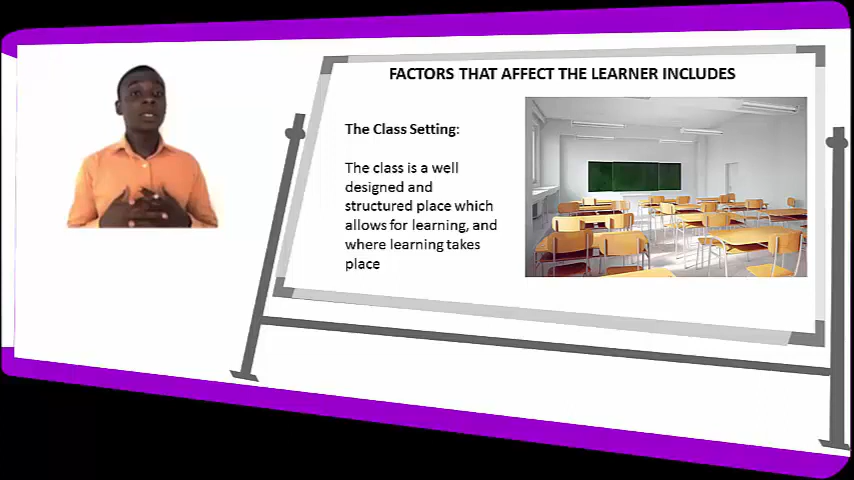 FACTORS THAT AFFECT THE LEARNER INCLUDES
The Class Setting:
The class is a well
designed and
structured place which
allows for learning, and
where learning takes
place